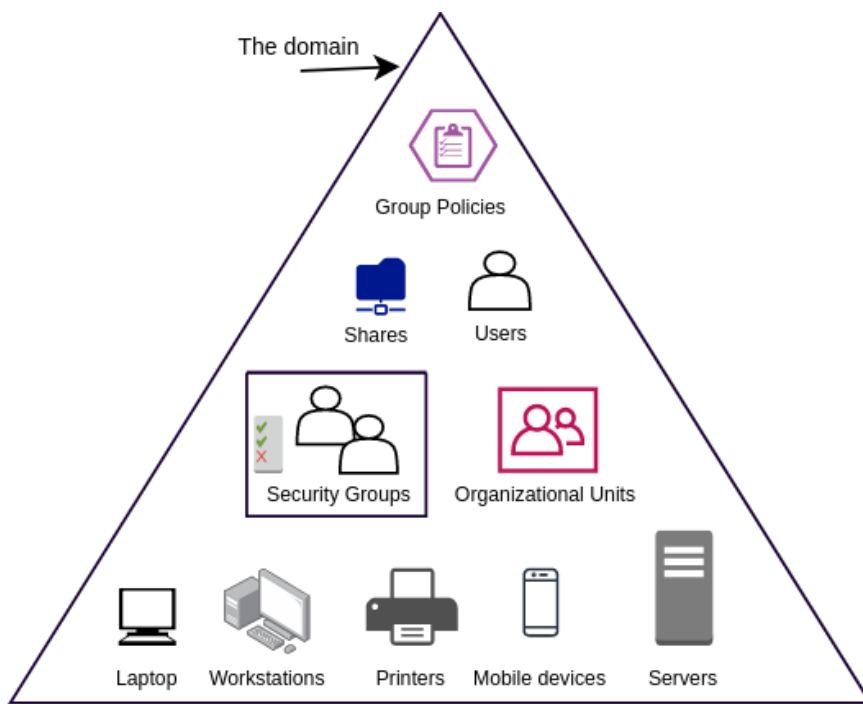 The domain
Group Policies
Shares
Users
Security Groups
Organizational Units
Laptop
Workstations
Printers
Mobile devices
Servers